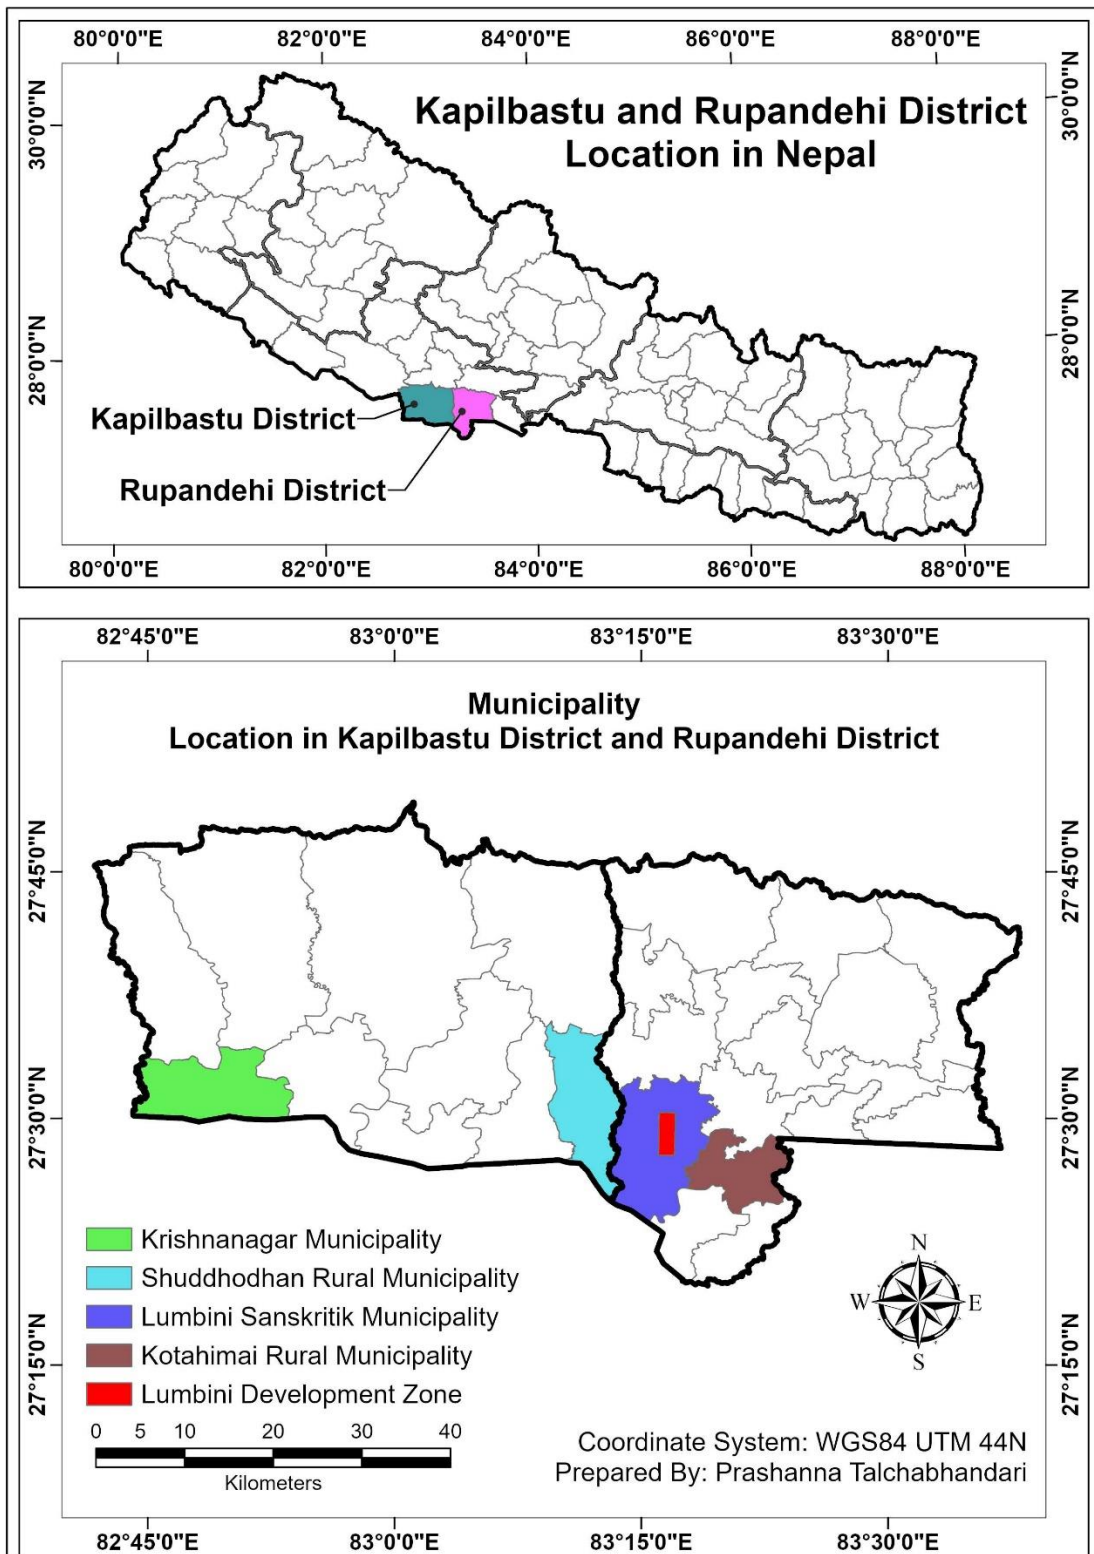 80°0'0"E 82°0'0"E 84°0'0"E 86°0'0"E 88°0'0"E
30°0'0"N
30°0'0"N
Kapilbastu and Rupandehi District
Location in Nepal
28°0'0"N
28°0'0"N
Kapilbastu District
Rupandehi District
80°0'0"E 82°0'0"E 84°0'0"E 86°0'0"E 88°0'0"E
82°45'0"E 83°0'0"E 83°15'0"E 83°30'0"E
Municipality
Location in Kapilbastu District and Rupandehi District
27°45'0"N
27°45'0"N
27°30'0"N
27°30'0"N
27°15'0"N
27°15'0"N
Krishnanagar Municipality
Shuddhodhan Rural Municipality
Lumbini Sanskritik Municipality
Kotahimai Rural Municipality
Lumbini Development Zone
N
W E
S
0 5 10 20 30 40
Kilometers
Coordinate System: WGS84 UTM 44N
Prepared By: Prashanna Talchabhandari
82°45'0"E 83°0'0"E 83°15'0"E 83°30'0"E